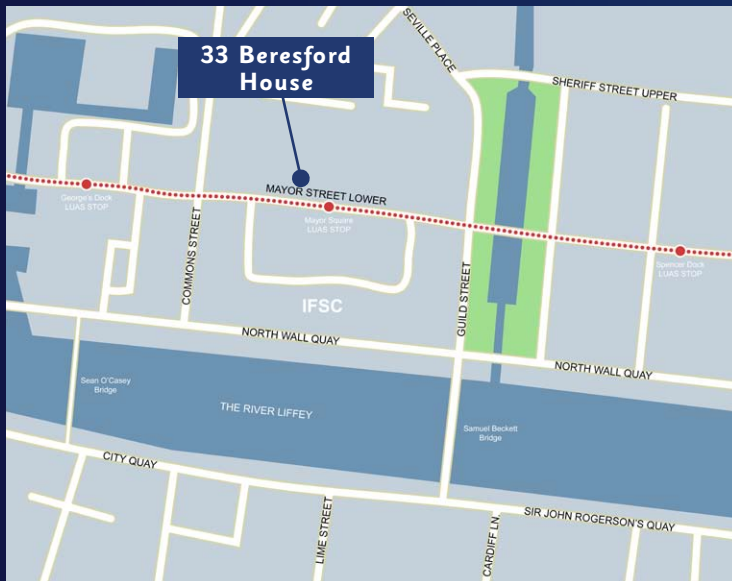 SEVILLE PLACE
33 Beresford
House
SHERIFF STREET UPPER
MAYOR STREET LOWER
George's Dock
LUAS STOP
Mayor Square
LUAS STOP
COMMONS STREET
GUILD STREET
Spencer Dock
LUAS STOP
IFSC
NORTH WALL QUAY
NORTH WALL QUAY
Sean O'Casey
Bridge
THE RIVER LIFFEY
Samuel Beckett
Bridge
CITY QUAY
LIME STREET
CARDIFF LN.
SIR JOHN ROGERSON'S QUAY